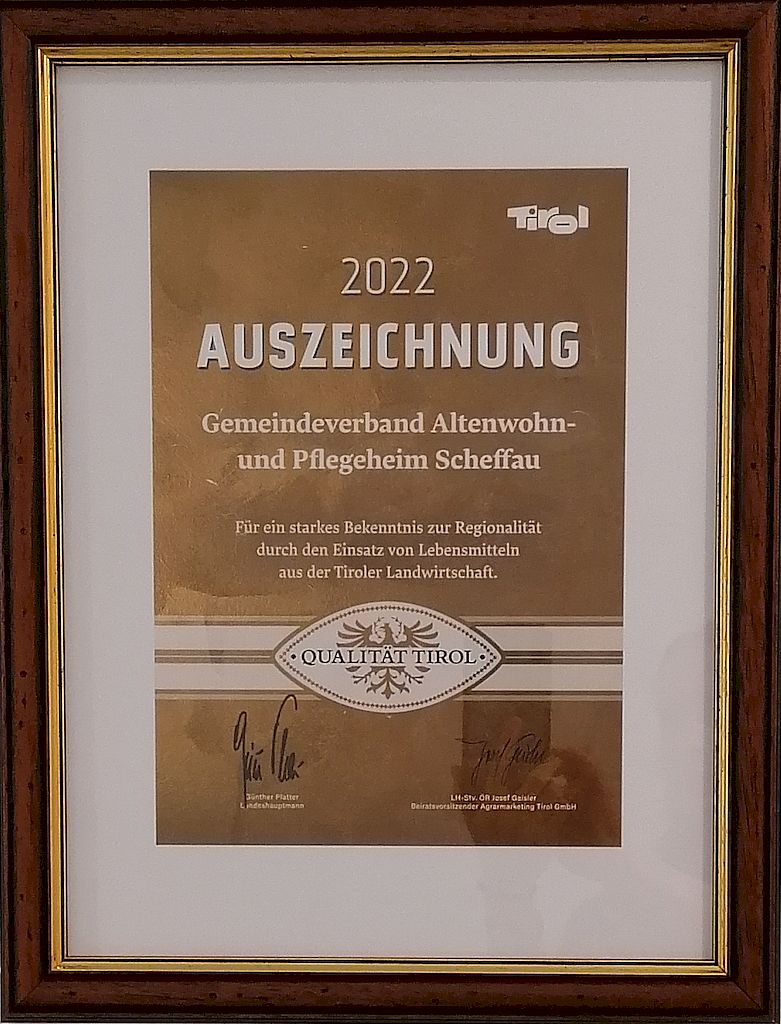 Tirol
2022
AUSZEICHNUNG
Gemeindeverband Altenwohn-
und Pflegeheim Scheffau
Für ein starkes Bekenntnis zur Regionalität
durch den Einsatz von Lebensmitteln
aus der Tiroler Landwirtschaft.
QUALITÄT TIROL
Günther Platter
Landeshauptmann
LH-Stv. ÖR Josef Geisler
Beiratsvorsitzender Agrarmarketing Tirol GmbH